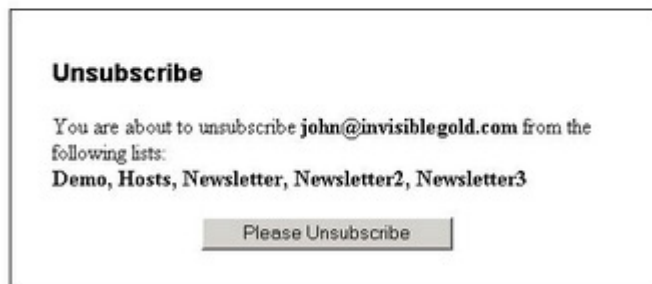 Unsubscribe
You are about to unsubscribe john@invisiblegold.com from the
following lists:
Demo, Hosts, Newsletter, Newsletter2, Newsletter3
Please Unsubscribe